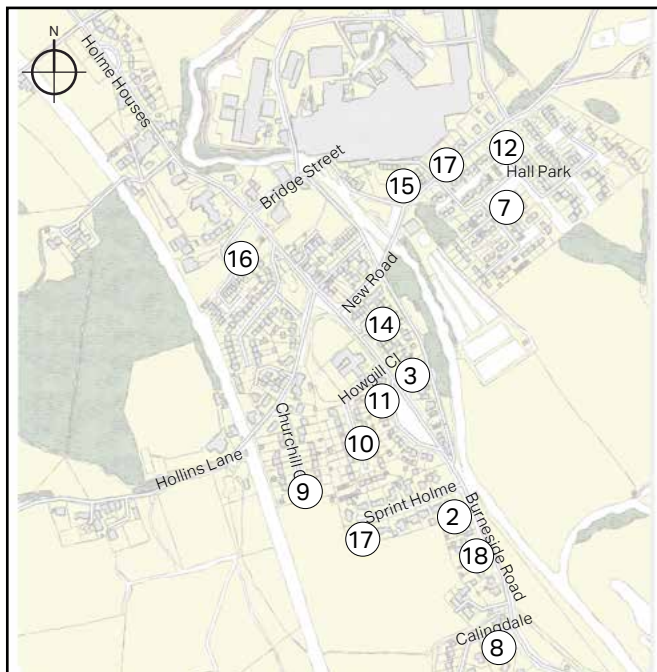 N
Holme Houses
Bridge Street
12
17
Hall Park
15
7
16
New Road
14
3
Howgill Cl
11
10
Churchill
Hollins Lane
9
Sprint Holme
2
Burneside Road
17
18
Calingdale
8